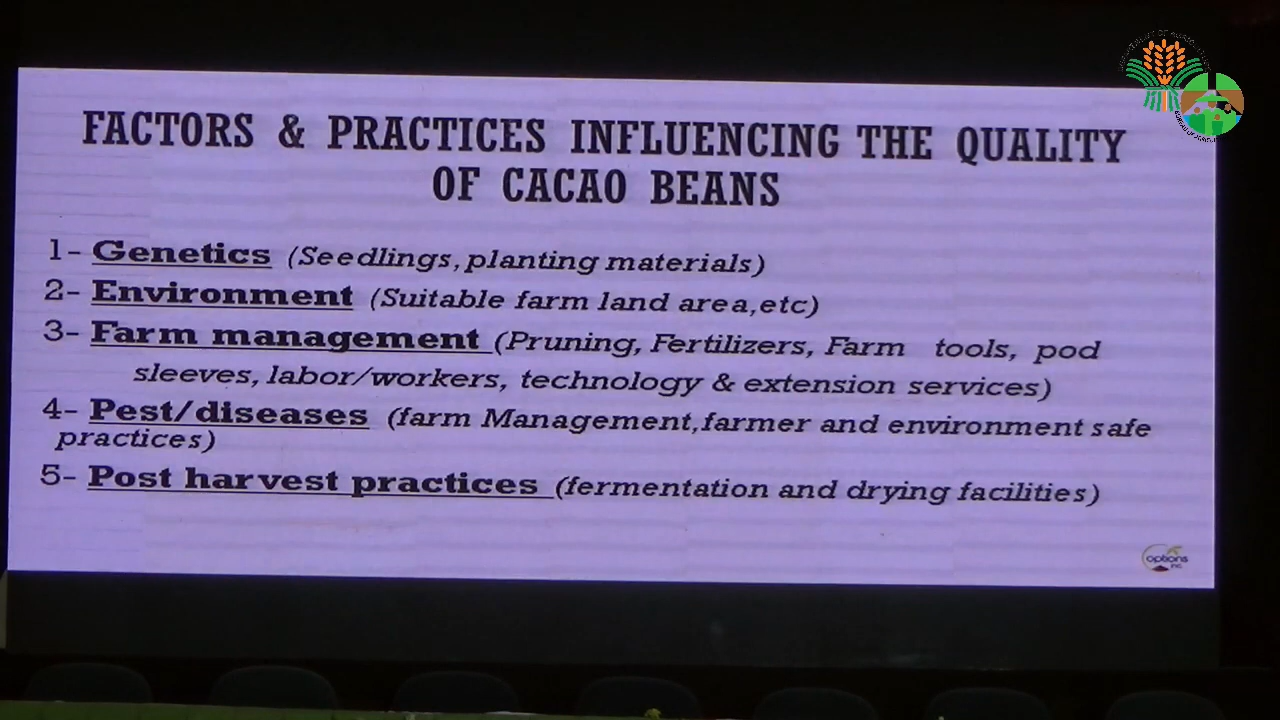 FACTORS & PRACTICES INFLUENCING THE QUALITY
OF CACAO BEANS
1- Genetics (Seedlings,planting materials)
2- Environment (Suitable farm land area,etc)
3- Farm management (Pruning, Fertilizers, Farm tools, pod
sleeves, labor/workers, technology & extension services)
4- Pest/diseases (farm Management,farmer and environment safe
practices)
5- Post harvest practices (fermentation and drying facilities)
options
inc.